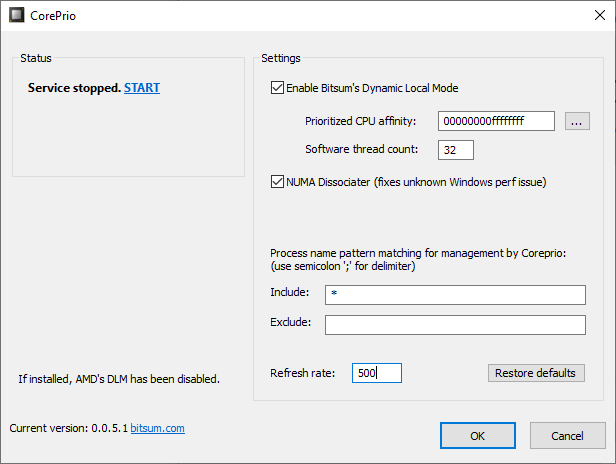 CorePrio
Status
Service stopped. START
If installed, AMD's DLM has been disabled.
Current version: 0.0.5.1 bitsum.com
Settings
Enable Bitsum's Dynamic Local Mode
Prioritized CPU affinity: 00000000ffffffff ...
Software thread count: 32
NUMA Dissociater (fixes unknown Windows perf issue)
Process name pattern matching for management by Coreprio:
(use semicolon ';' for delimiter)
Include: *
Exclude:
Refresh rate: 500
Restore defaults
OK Cancel